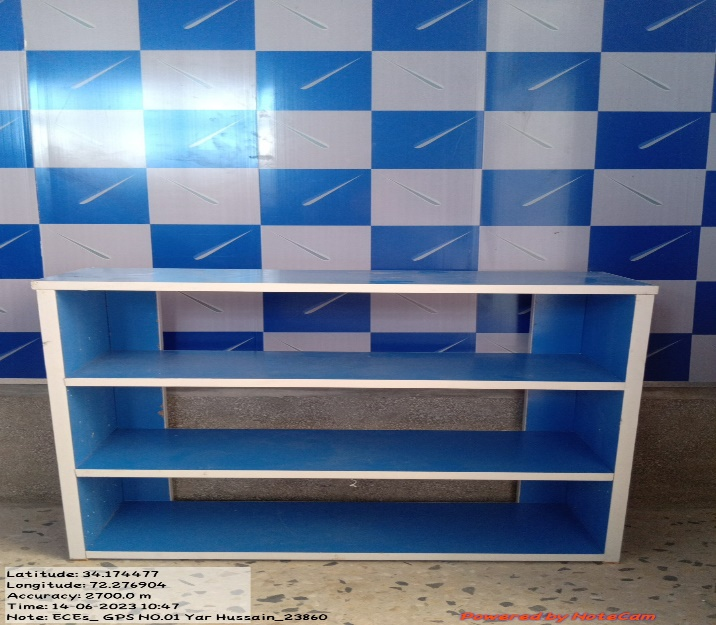 Latitude: 34.174477
Longitude: 72.276904
Accuracy: 2700.0 m
Time: 14-06-2023 10:47
Note: ECEs_ GPS NO.01 Yar Hussain_23860
Powered by NoteCam